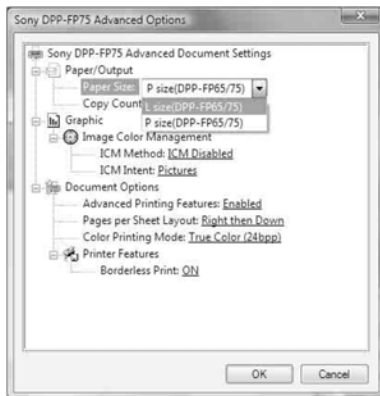 Sony DPP-FP75 Advanced Options
Sony DPP-FP75 Advanced Document Settings
Paper/Output
Paper Size: P size(DPP-FP65/75)
Copy Count
L size(DPP-FP65/75)
P size(DPP-FP65/75)
Graphic
Image Color Management
ICM Method: ICM Disabled
ICM Intent: Pictures
Document Options
Advanced Printing Features: Enabled
Pages per Sheet Layout: Right then Down
Color Printing Mode: True Color (24bpp)
Printer Features
Borderless Print: ON
OK Cancel